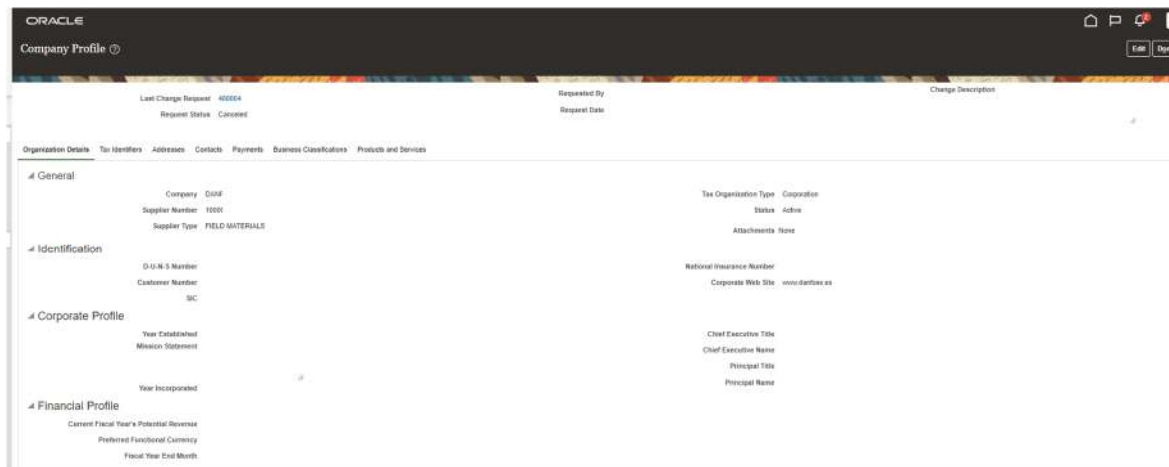 ORACLE
2
Company Profile
Edit
Last Change Request 400004
Requested By
Change Description
Request Status Canceled
Request Date
Organization Details Tax Identifiers Addresses Contacts Payments Business Classifications Products and Services
General
Company DANF
Tax Organization Type Corporation
Supplier Number 10001
Status Active
Supplier Type FIELD MATERIALS
Attachments None
Identification
D-U-N-S Number
National Insurance Number
Customer Number
Corporate Web Site
SIC
Corporate Profile
Year Established
Chief Executive Title
Mission Statement
Chief Executive Name
Principal Title
Year Incorporated
Principal Name
Financial Profile
Current Fiscal Year's Potential Revenue
Preferred Functional Currency
Fiscal Year End Month